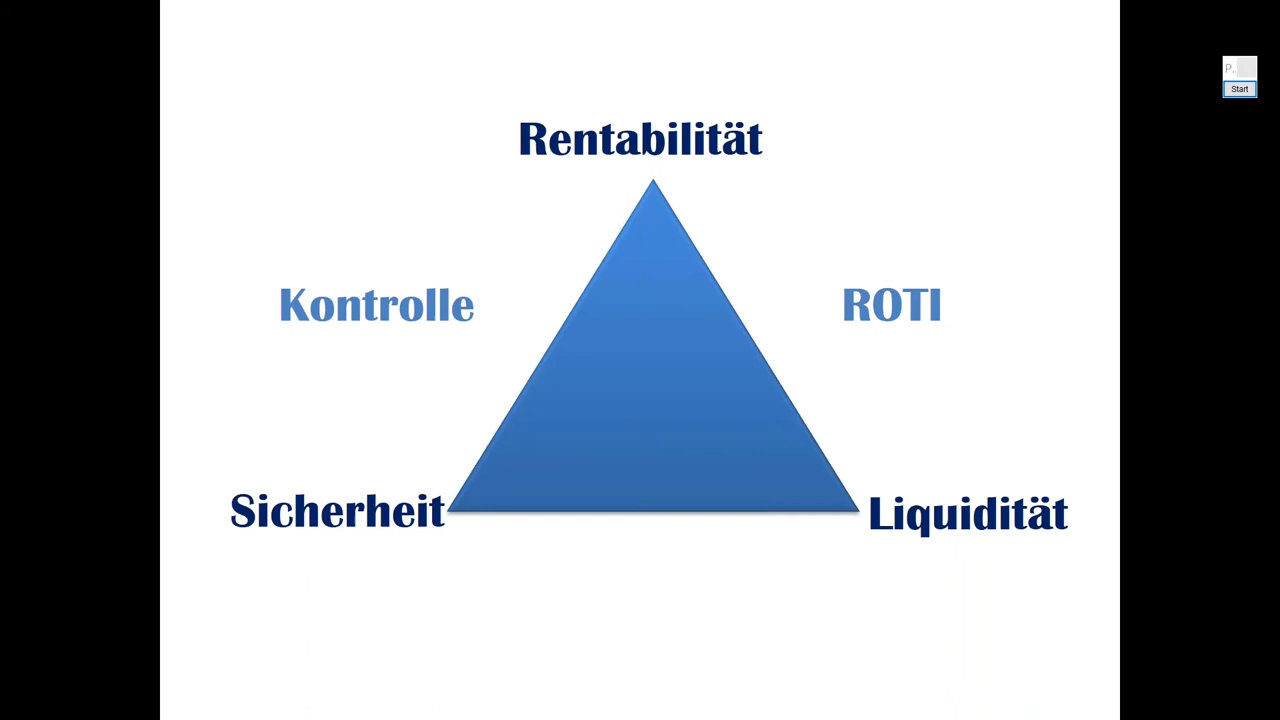 P..
Start
Rentabilität
Kontrolle
ROTI
Sicherheit
Liquidität